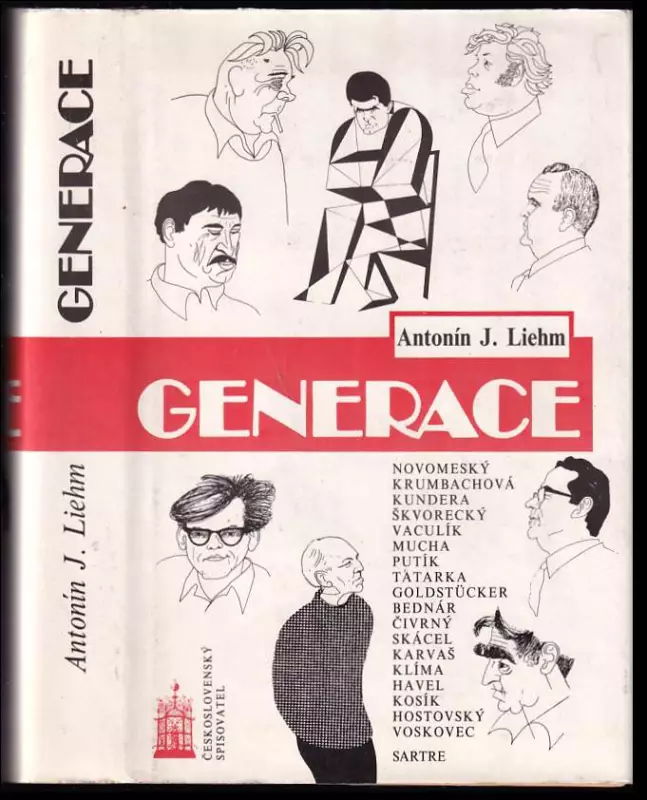 GENERACE
Antonín J. Liehm
Antonín J. Liehm
GENERACE
NOVOMESKÝ
KRUMBACHOVÁ
KUNDERA
ŠKVORECKÝ
VACULÍK
MUCHA
PUTÍK
TATARKA
GOLDSTÜCKER
BEDNÁR
ČIVRNÝ
SKÁCEL
KARVAŠ
KLÍMA
HAVEL
KOSÍK
HOSTOVSKÝ
VOSKOVEC
SARTRE
ČESKOSLOVENSKÝ
SPISOVATEL